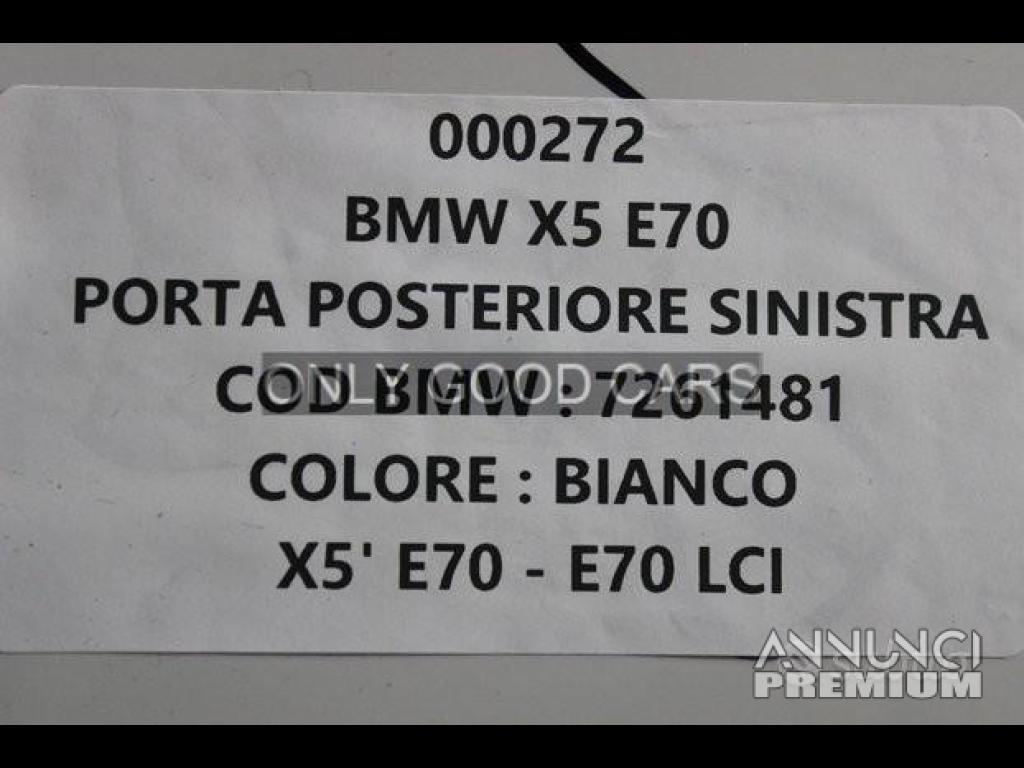 000272
BMW X5 E70
PORTA POSTERIORE SINISTRA
COD BMW : 7261481
ONLY GOOD CARS
COLORE : BIANCO
X5' E70 - E70 LCI
ANNUNCI
PREMIUM